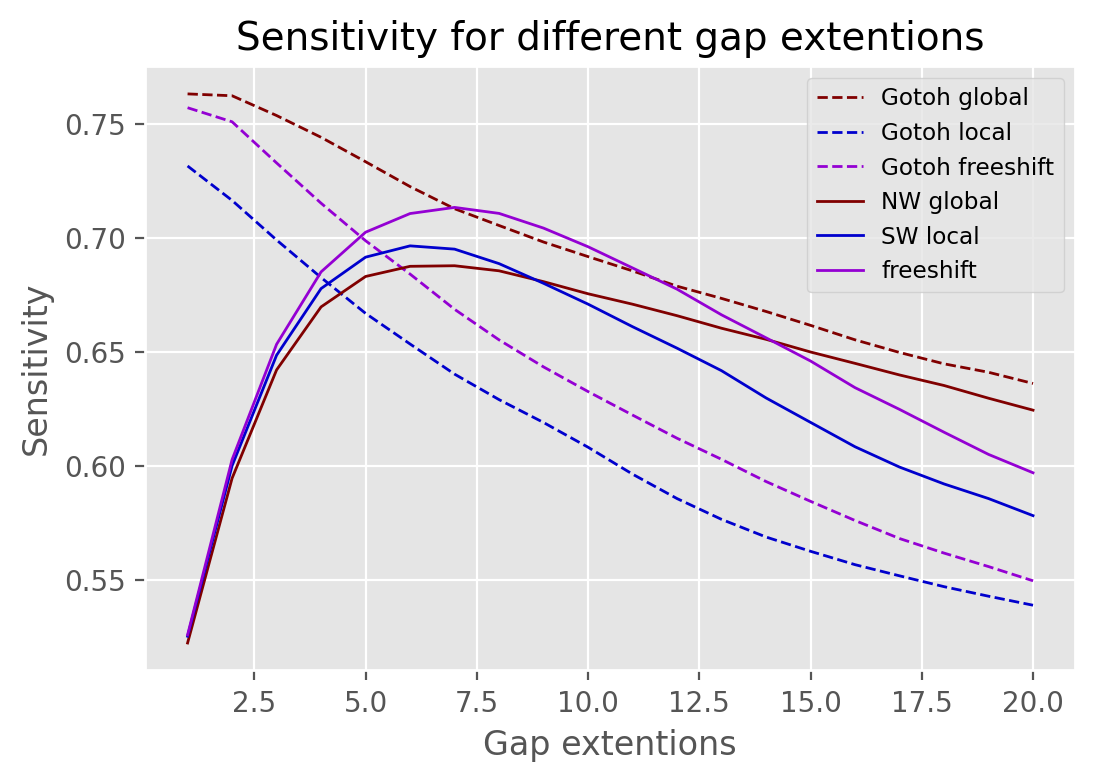 Sensitivity for different gap extentions
Gotoh global
Gotoh local
Gotoh freeshift
NW global
SW local
freeshift
Sensitivity
0.75
0.70
0.65
0.60
0.55
2.5 5.0 7.5 10.0 12.5 15.0 17.5 20.0
Gap extentions